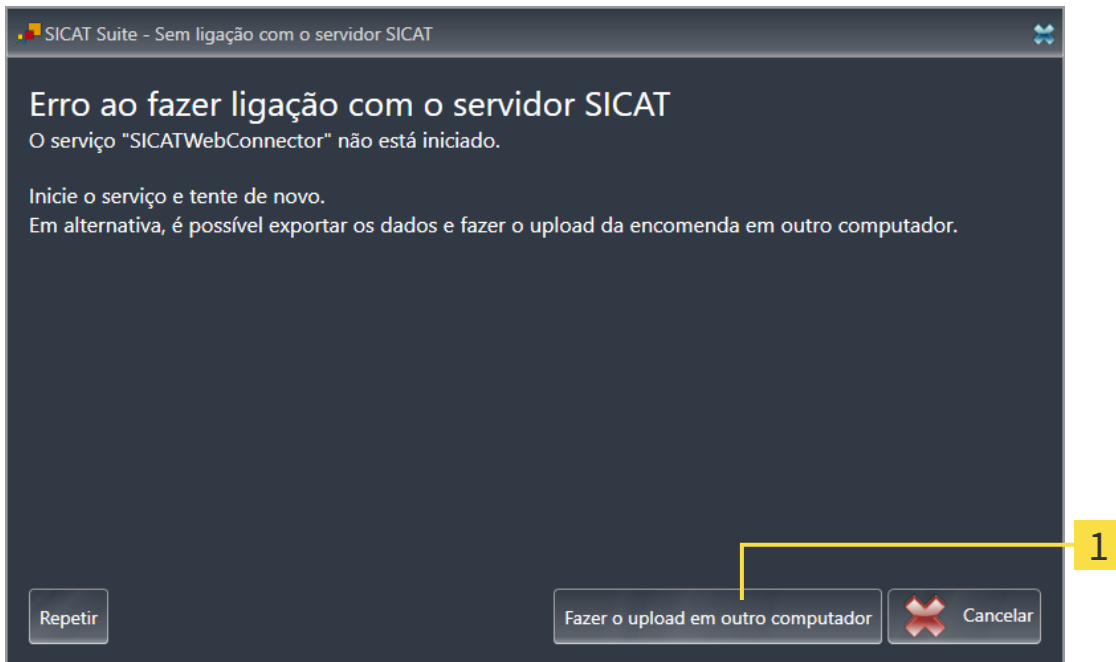 SICAT Suite - Sem ligação com o servidor SICAT
Erro ao fazer ligação com o servidor SICAT
O serviço "SICATWebConnector" não está iniciado.
Inicie o serviço e tente de novo.
Em alternativa, é possível exportar os dados e fazer o upload da encomenda em outro computador.
1
Repetir
Fazer o upload em outro computador
Cancelar